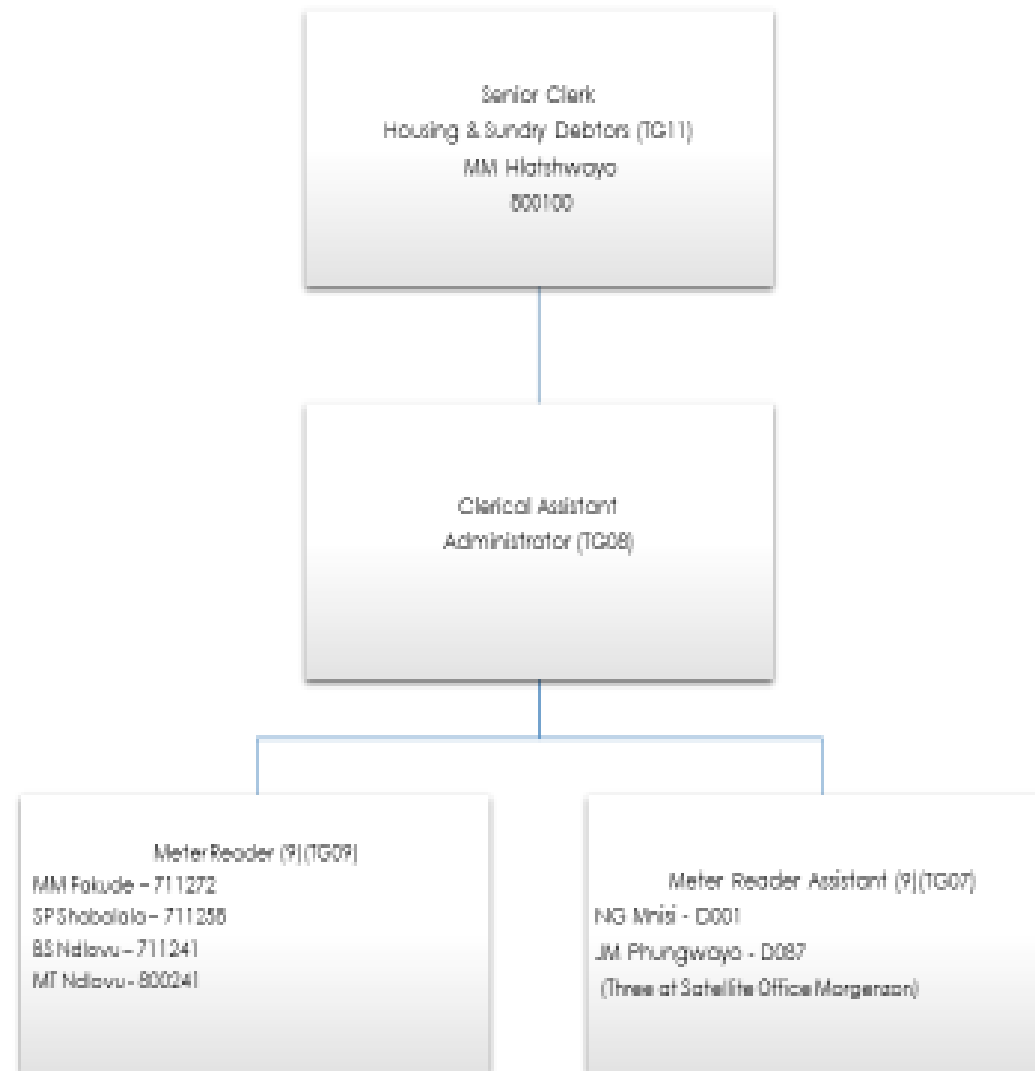 Senior Clerk
Housing & Sundry Debtors (TG11)
MM Hlatshwayo
800100
Clerical Assistant
Administrator (TG08)
Meter Reader (9)(TG09)
MM Fakude – 711272
SP Shabalala – 711258
BS Ndlovu – 711241
MT Ndlovu - 800241
Meter Reader Assistant (9)(TG07)
NG Mnisi - D001
JM Phungwayo - D087
(Three at Satellite Office Morgenzon)